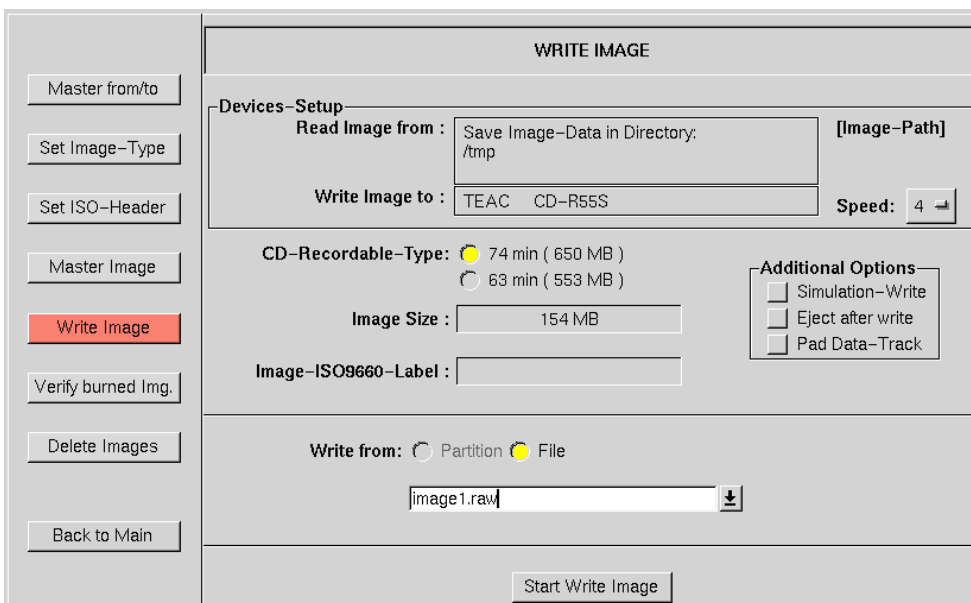 WRITE IMAGE
Master from/to
Set Image-Type
Set ISO-Header
Master Image
Write Image
Verify burned Img.
Delete Images
Back to Main
Devices-Setup
Read Image from : Save Image-Data in Directory: [Image-Path]
/tmp
Write Image to : TEAC CD-R55S Speed: 4
CD-Recordable-Type: 74 min ( 650 MB )
63 min ( 553 MB )
Additional Options
Simulation-Write
Eject after write
Pad Data-Track
Image Size : 154 MB
Image-ISO9660-Label :
Write from: Partition File
image1.raw
Start Write Image